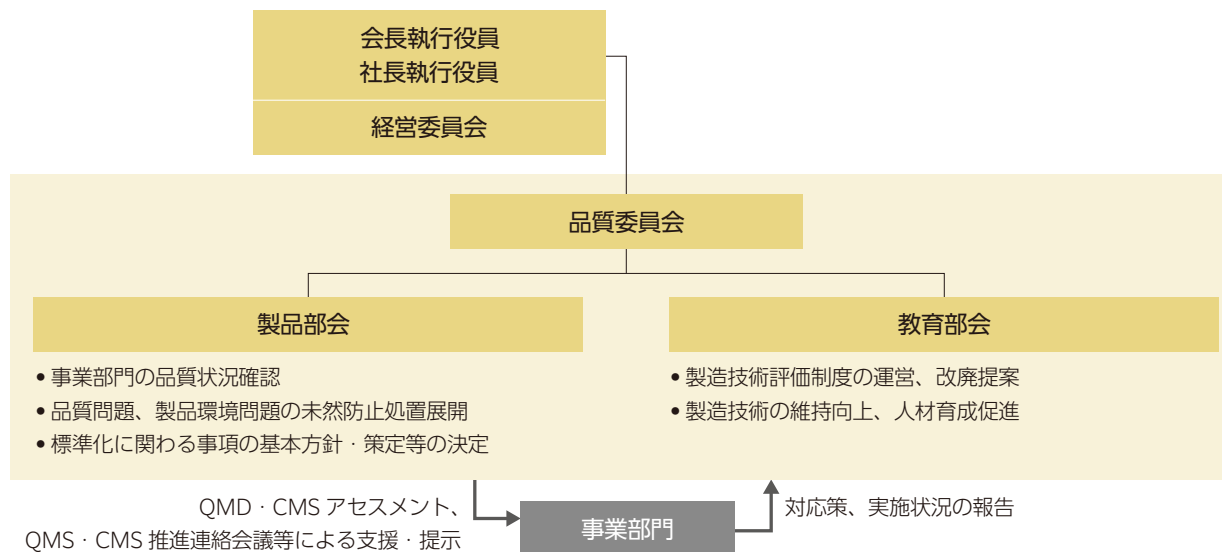 会長執行役員
社長執行役員
経営委員会
品質委員会
製品部会
• 事業部門の品質状況確認
• 品質問題、製品環境問題の未然防止処置展開
• 標準化に関わる事項の基本方針・策定等の決定
教育部会
• 製造技術評価制度の運営、改廃提案
• 製造技術の維持向上、人材育成促進
QMD・CMS アセスメント、
QMS・CMS 推進連絡会議等による支援・提示
事業部門
対応策、実施状況の報告